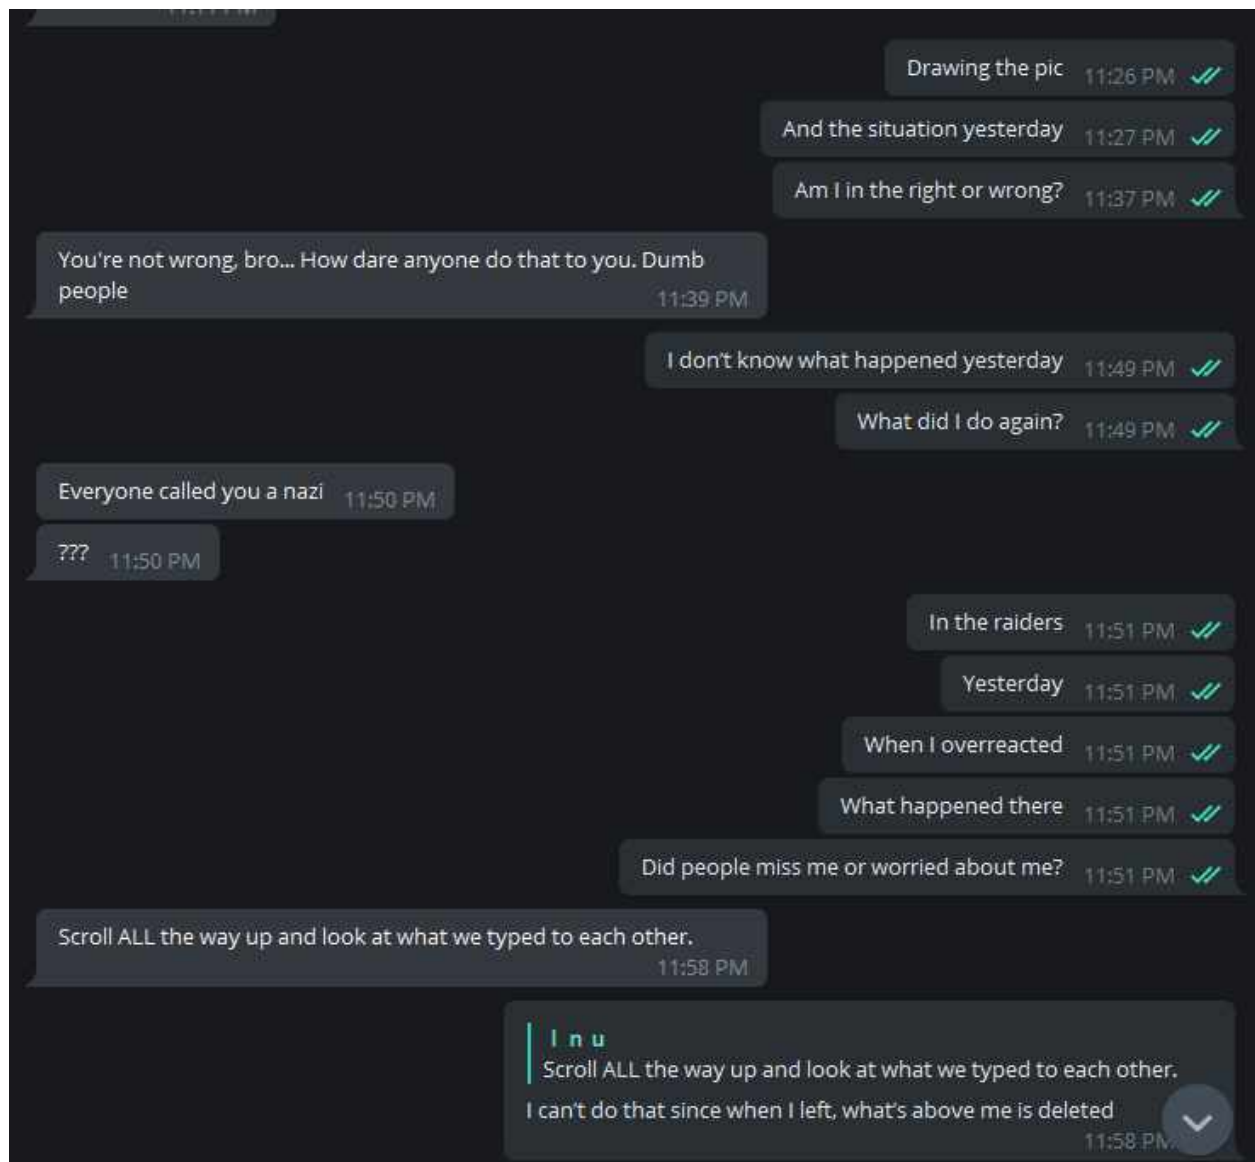 Drawing the pic 11:26 PM
And the situation yesterday 11:27 PM
Am I in the right or wrong? 11:37 PM
You're not wrong, bro... How dare anyone do that to you. Dumb
people 11:39 PM
I don't know what happened yesterday 11:49 PM
What did I do again? 11:49 PM
Everyone called you a nazi 11:50 PM
??? 11:50 PM
In the raiders 11:51 PM
Yesterday 11:51 PM
When I overreacted 11:51 PM
What happened there 11:51 PM
Did people miss me or worried about me? 11:51 PM
Scroll ALL the way up and look at what we typed to each other.
11:58 PM
I n u
Scroll ALL the way up and look at what we typed to each other.
I can't do that since when I left, what's above me is deleted
11:58 PM